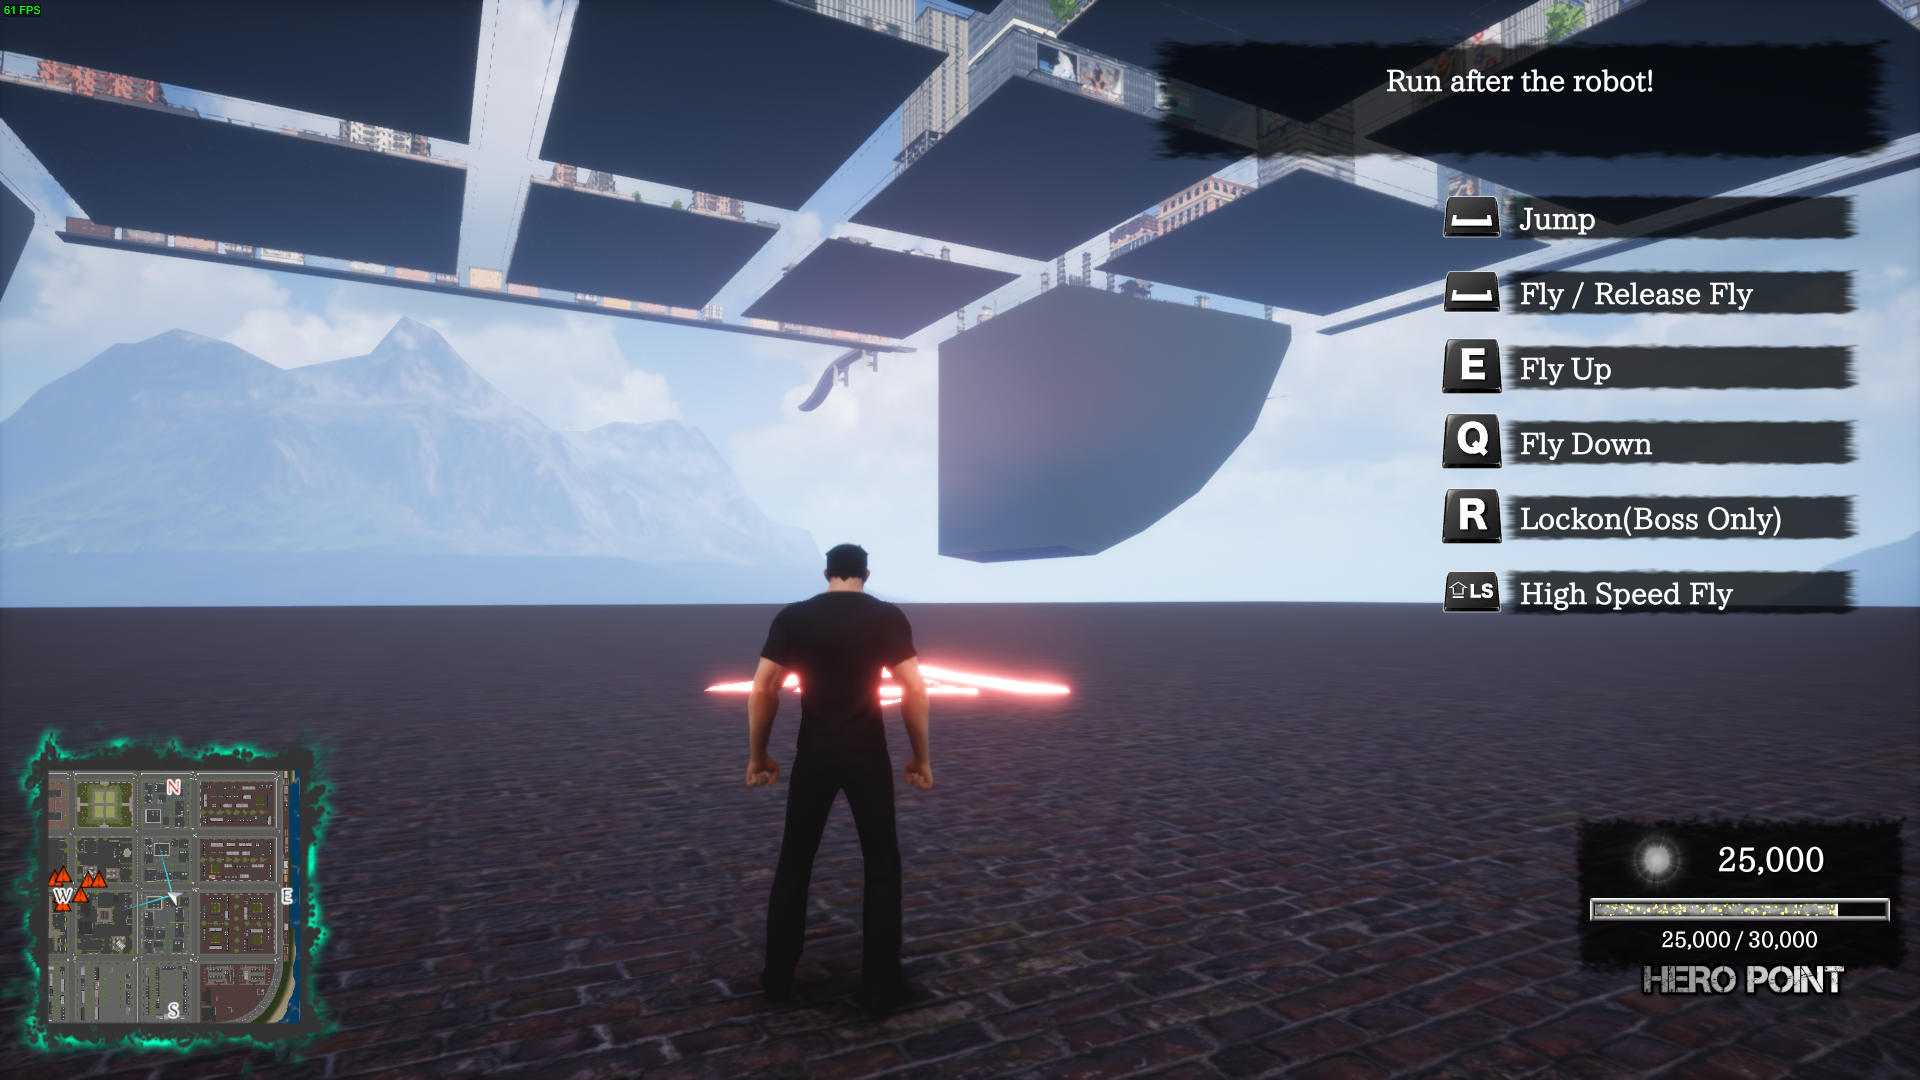 61 FPS
Run after the robot!
Jump
Fly / Release Fly
E Fly Up
Q Fly Down
R Lockon(Boss Only)
LS High Speed Fly
N
W
E
S
25,000
25,000 / 30,000
HERO POINT